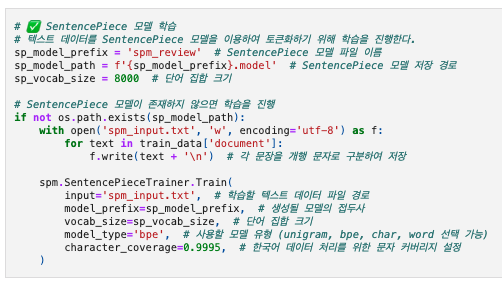 # ✅ SentencePiece 모델 학습
# 텍스트 데이터를 SentencePiece 모델을 이용하여 토큰화하기 위해 학습을 진행한다.
sp_model_prefix = 'spm_review'  # SentencePiece 모델 파일 이름
sp_model_path = f'{sp_model_prefix}.model'  # SentencePiece 모델 저장 경로
sp_vocab_size = 8000  # 단어 집합 크기

# SentencePiece 모델이 존재하지 않으면 학습을 진행
if not os.path.exists(sp_model_path):
    with open('spm_input.txt', 'w', encoding='utf-8') as f:
        for text in train_data['document']:
            f.write(text + '\n')  # 각 문장을 개행 문자로 구분하여 저장

    spm.SentencePieceTrainer.Train(
        input='spm_input.txt',  # 학습할 텍스트 데이터 파일 경로
        model_prefix=sp_model_prefix,  # 생성될 모델의 접두사
        vocab_size=sp_vocab_size,  # 단어 집합 크기
        model_type='bpe',  # 사용할 모델 유형 (unigram, bpe, char, word 선택 가능)
        character_coverage=0.9995,  # 한국어 데이터 처리를 위한 문자 커버리지 설정
    )